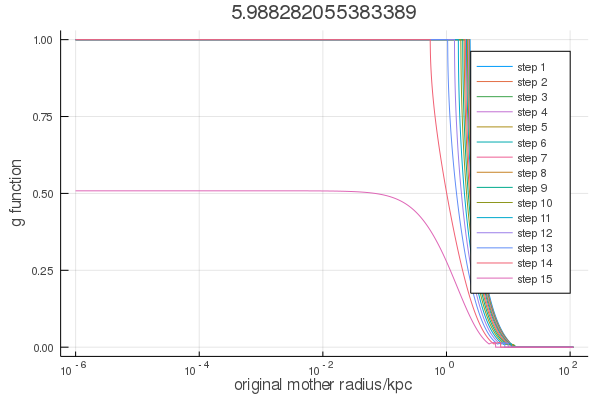 5.988282055383389
1.00
0.75
0.50
0.25
0.00
g function
10⁻⁶
10⁻⁴
10⁻²
10⁰
10²
original mother radius/kpc
step 1
step 2
step 3
step 4
step 5
step 6
step 7
step 8
step 9
step 10
step 11
step 12
step 13
step 14
step 15